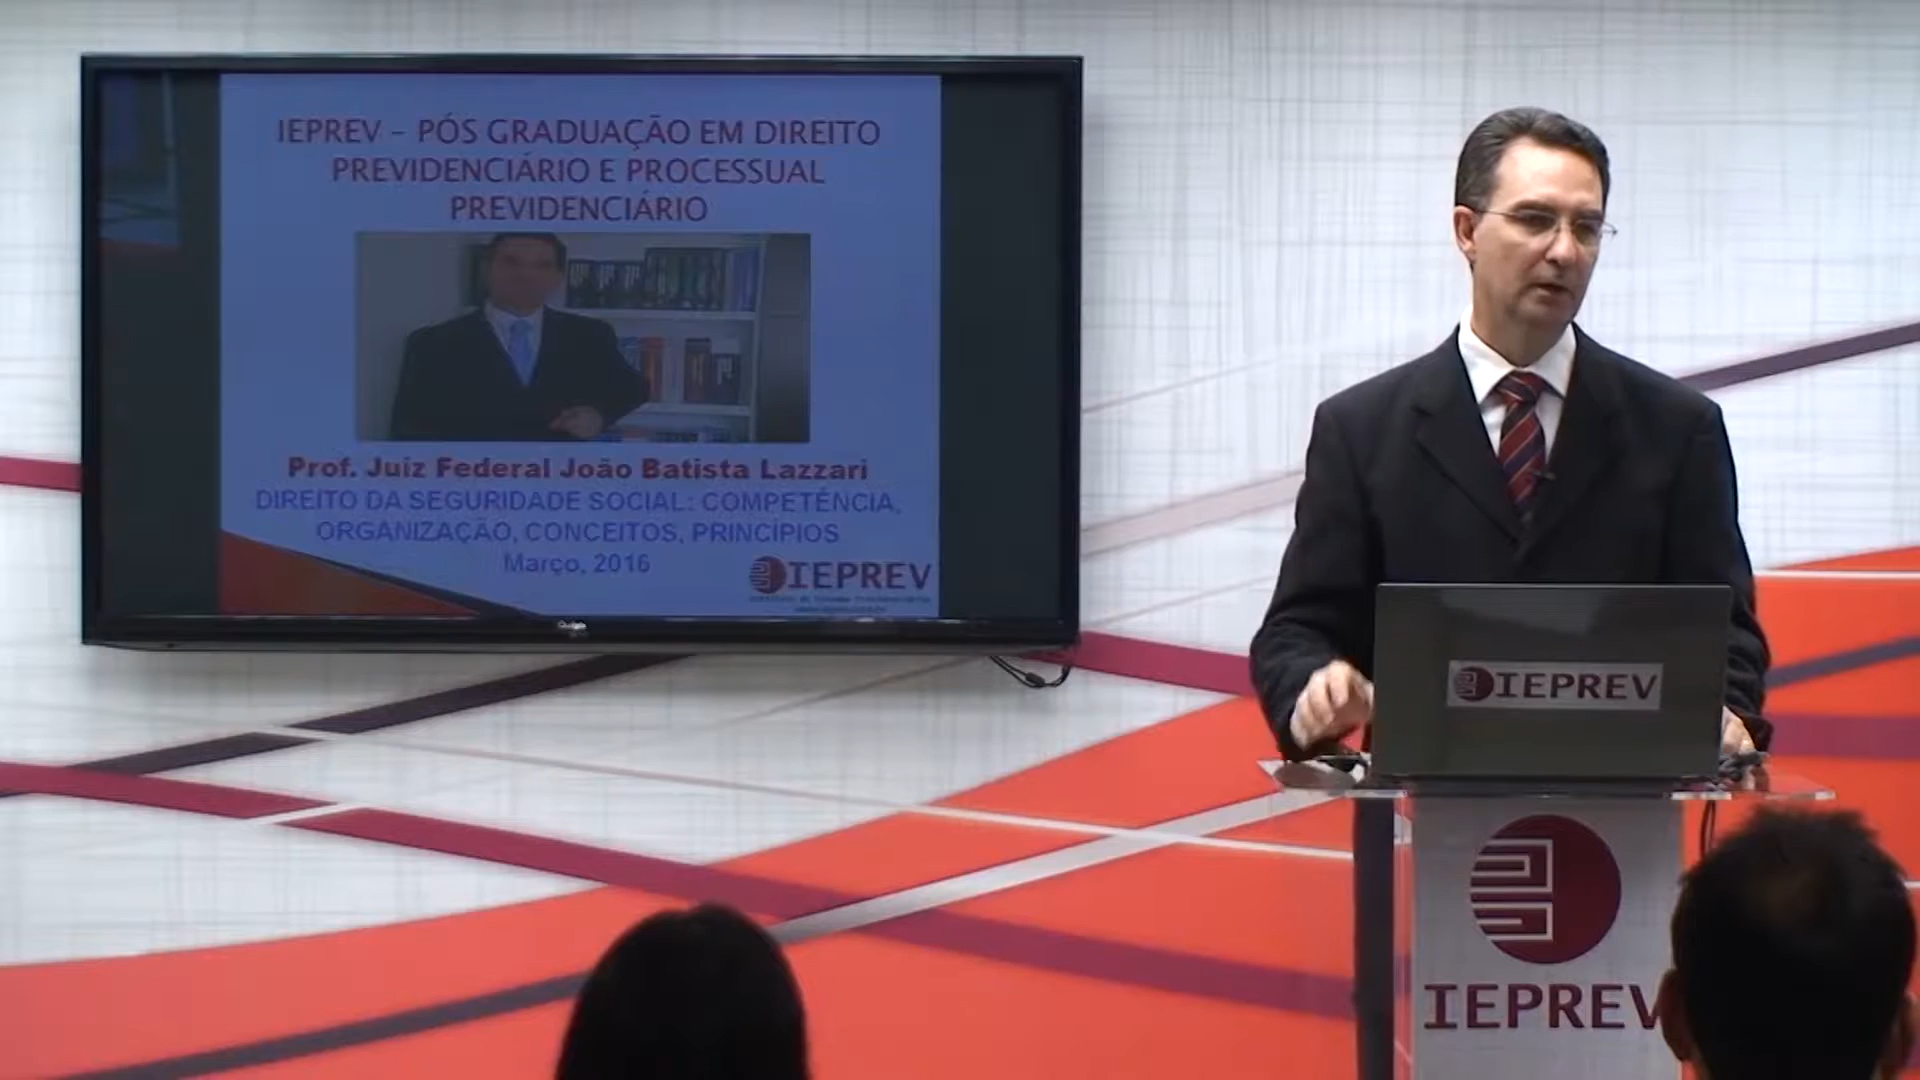 IEPREV – PÓS GRADUAÇÃO EM DIREITO
PREVIDENCIÁRIO E PROCESSUAL
PREVIDENCIÁRIO
Prof. Juiz Federal João Batista Lazzari
DIREITO DA SEGURIDADE SOCIAL: COMPETÊNCIA,
ORGANIZAÇÃO, CONCEITOS, PRINCÍPIOS
Março, 2016
IEPREV
IEPREV
IEPREV